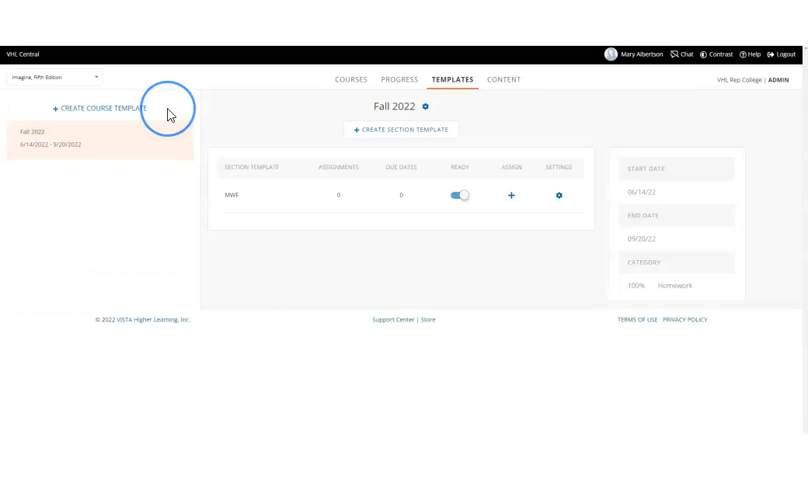 VHL Central
Mary Albertson Chat Contrast Help Logout
Imagina, Fifth Edition
COURSES PROGRESS TEMPLATES CONTENT
VHL Rep College | ADMIN
+ CREATE COURSE TEMPLATE
Fall 2022
6/14/2022 - 9/20/2022
Fall 2022
+ CREATE SECTION TEMPLATE
SECTION TEMPLATE ASSIGNMENTS DUE DATES READY ASSIGN SETTINGS
MWF 0 0
START DATE
06/14/22
END DATE
09/20/22
CATEGORY
100% Homework
© 2022 VISTA Higher Learning, Inc.
Support Center | Store
TERMS OF USE PRIVACY POLICY